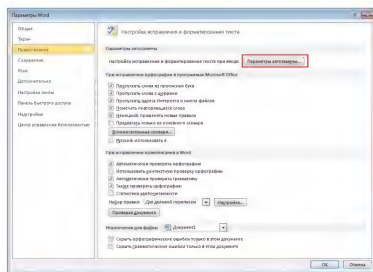 Параметры Word
Общие
Экран
Правописание
Сохранение
Язык
Дополнительно
Настройка ленты
Панель быстрого доступа
Надстройки
Центр управления безопасностью
Настройка исправления и форматирования текста.
Параметры автозамены
Настройка исправления и форматирования текста при вводе: Параметры автозамены...
При исправлении орфографии в программах Microsoft Office
Пропускать слова из прописных букв
Пропускать слова с цифрами
Пропускать адреса Интернета и имена файлов
Помечать повторяющиеся слова
Немецкий: применять новые правила
Предлагать только из основного словаря
Вспомогательные словари...
Русский: использовать ё
При исправлении правописания в Word
Автоматически проверять орфографию
Использовать контекстную проверку орфографии
Автоматически проверять грамматику
Также проверять орфографию
Статистика удобочитаемости
Набор правил: Для деловой переписки Настройка...
Проверка документа
Исключения для файла: Документ1
Скрыть орфографические ошибки только в этом документе
Скрыть грамматические ошибки только в этом документе
ОК Отмена